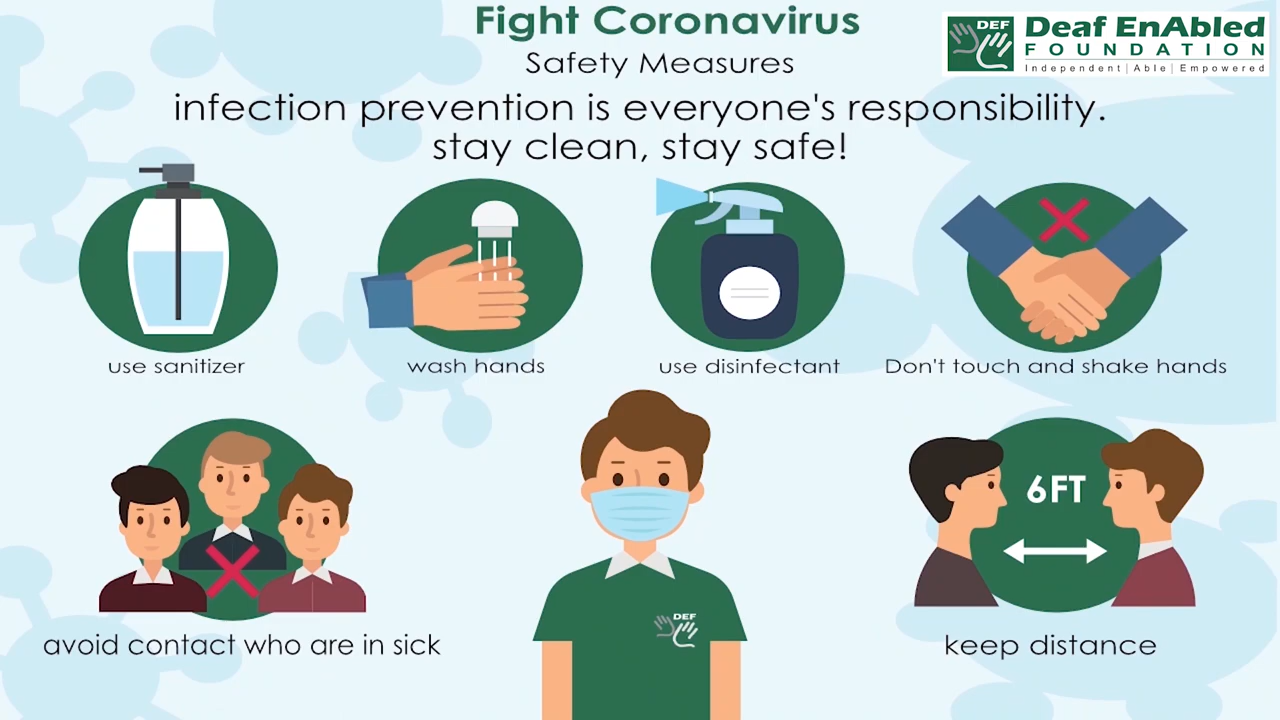 Fight Coronavirus
Safety Measures
DEF
Deaf EnAbled
FOUNDATION
Independent | Able | Empowered
infection prevention is everyone's responsibility.
stay clean, stay safe!
use sanitizer
wash hands
use disinfectant
Don't touch and shake hands
6FT
DEF
avoid contact who are in sick
keep distance